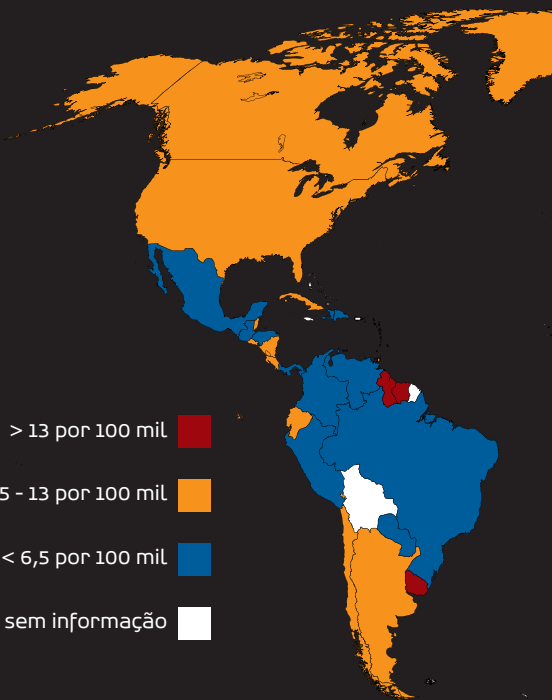 > 13 por 100 mil
5 - 13 por 100 mil
< 6,5 por 100 mil
sem informação